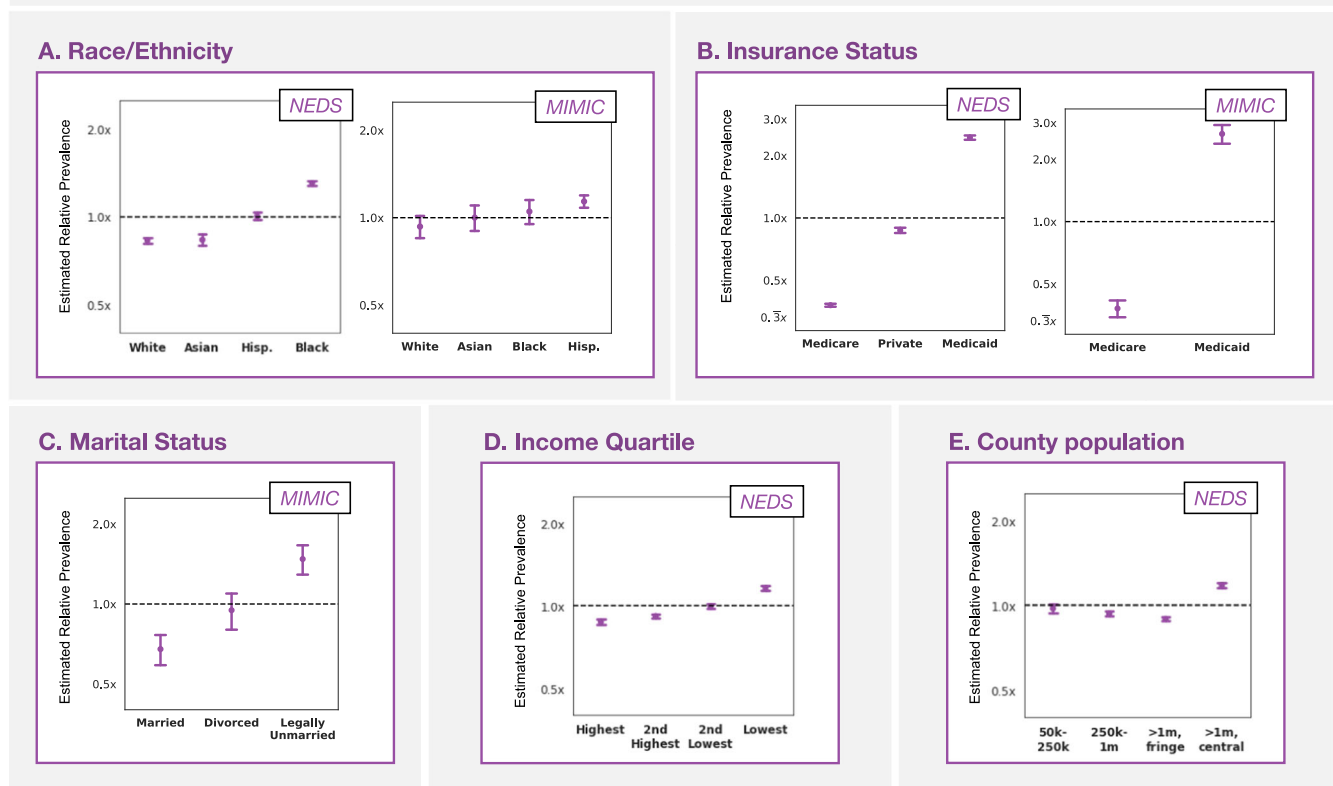 A. Race/Ethnicity
Estimated Relative Prevalence
NEDS
2.0x
1.0x
0.5x
White Asian Hisp. Black
MIMIC
2.0x
1.0x
0.5x
White Asian Black Hisp.
B. Insurance Status
Estimated Relative Prevalence
NEDS
3.0x
2.0x
1.0x
0.5x
0.3̅x
Medicare Private Medicaid
MIMIC
3.0x
2.0x
1.0x
0.5x
0.3̅x
Medicare Medicaid
C. Marital Status
Estimated Relative Prevalence
MIMIC
2.0x
1.0x
0.5x
Married Divorced Legally
Unmarried
D. Income Quartile
Estimated Relative Prevalence
NEDS
2.0x
1.0x
0.5x
Highest 2nd 2nd Lowest
Highest Lowest
E. County population
Estimated Relative Prevalence
NEDS
2.0x
1.0x
0.5x
50k- 250k- >1m, >1m,
250k 1m fringe central